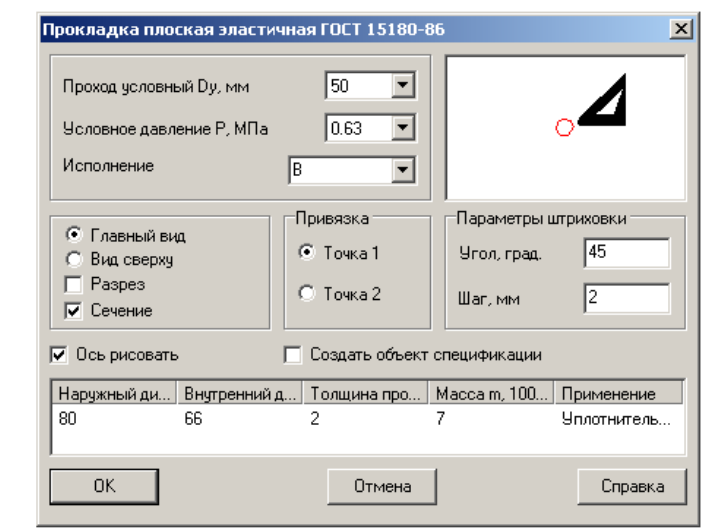 Прокладка плоская эластичная ГОСТ 15180-86
Проход условный Dy, мм 50
Условное давление P, МПа 0.63
Исполнение B
Главный вид
Вид сверху
Разрез
Сечение
Привязка
Точка 1
Точка 2
Параметры штриховки
Угол, град. 45
Шаг, мм 2
Ось рисовать
Создать объект спецификации
Наружный ди... Внутренний д... Толщина про... Масса m, 100... Применение
80 66 2 7 Уплотнитель...
OK Отмена Справка